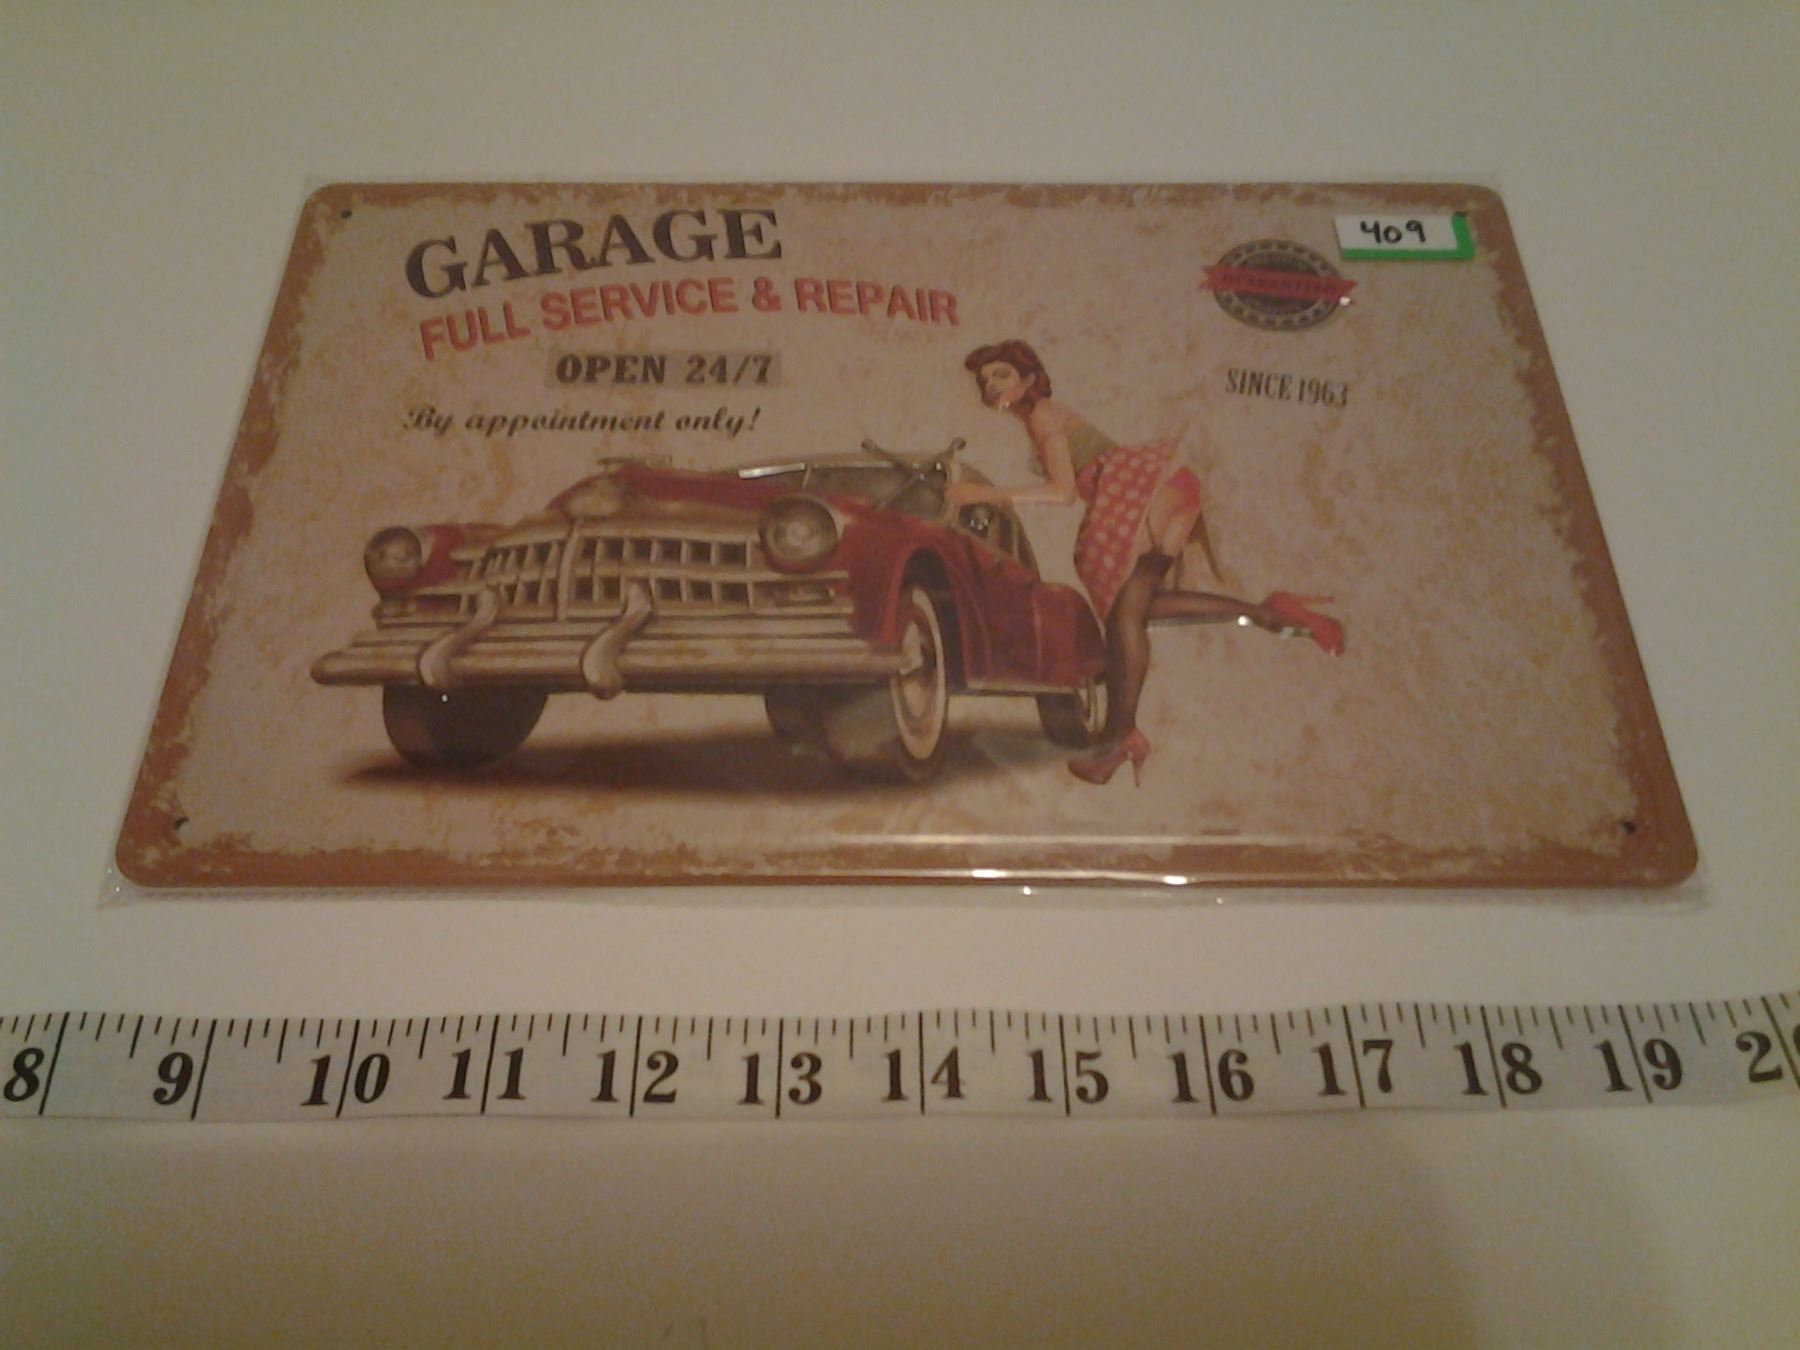 GARAGE
FULL SERVICE & REPAIR
OPEN 24/7
By appointment only!
409
GUARANTEED
SINCE 1963
8 9 10 11 12 13 14 15 16 17 18 19